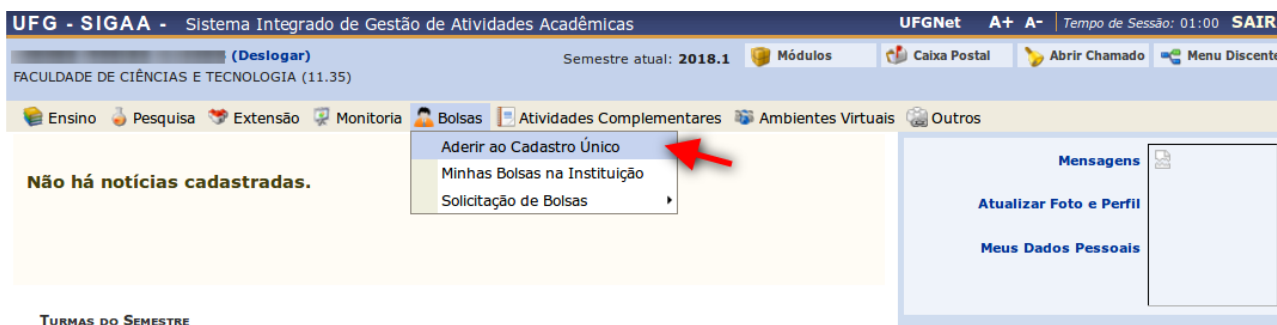 UFG - SIGAA - Sistema Integrado de Gestão de Atividades Acadêmicas UFGNet A+ A- Tempo de Sessão: 01:00 SAIR
(Deslogar) Semestre atual: 2018.1 Módulos Caixa Postal Abrir Chamado Menu Discente
FACULDADE DE CIÊNCIAS E TECNOLOGIA (11.35)
Ensino Pesquisa Extensão Monitoria Bolsas Atividades Complementares Ambientes Virtuais Outros
Aderir ao Cadastro Único
Minhas Bolsas na Instituição
Solicitação de Bolsas
Não há notícias cadastradas.
Mensagens
Atualizar Foto e Perfil
Meus Dados Pessoais
TURMAS DO SEMESTRE